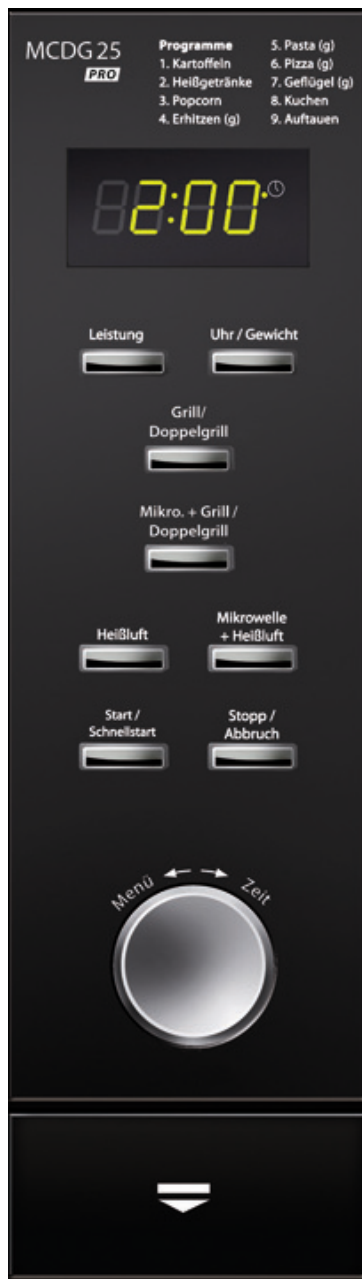 MCDG 25
PRO
Programme
1. Kartoffeln
2. Heißgetränke
3. Popcorn
4. Erhitzen (g)
5. Pasta (g)
6. Pizza (g)
7. Geflügel (g)
8. Kuchen
9. Auftauen
2:00
Leistung
Uhr / Gewicht
Grill/
Doppelgrill
Mikro. + Grill /
Doppelgrill
Heißluft
Mikrowelle
+ Heißluft
Start /
Schnellstart
Stopp /
Abbruch
Menü
Zeit